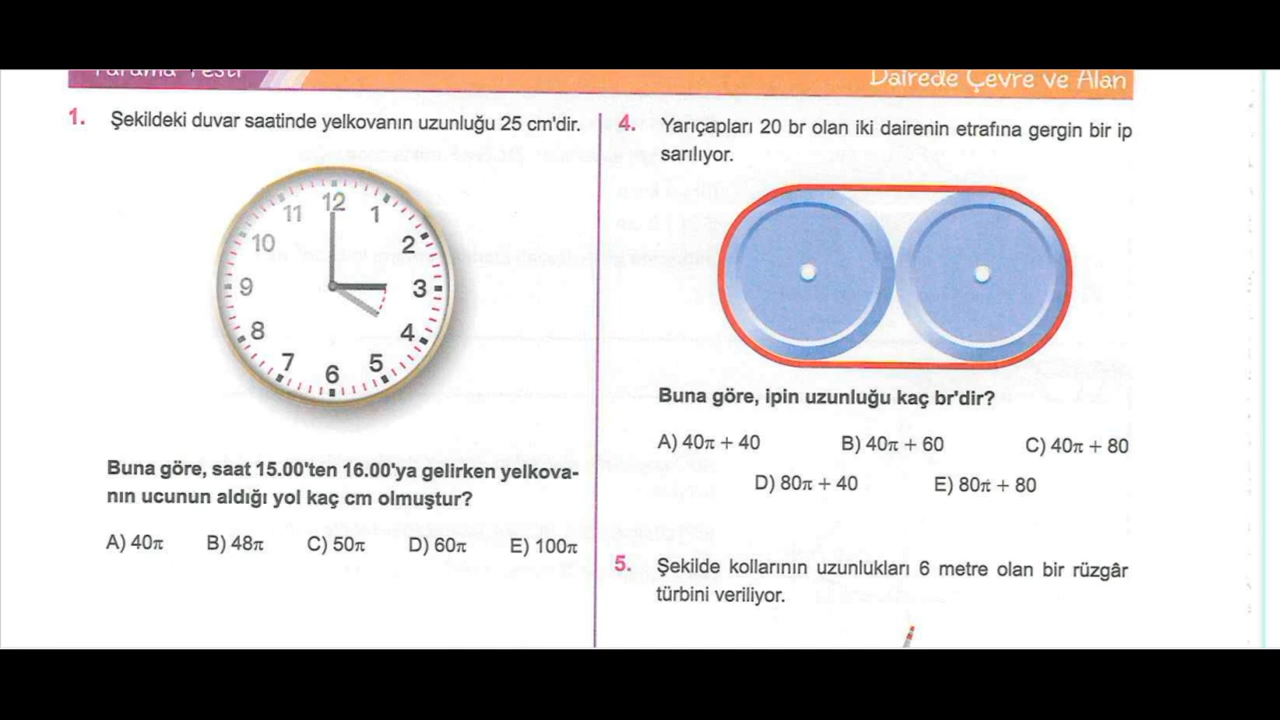 Tarama Testi
Dairede Çevre ve Alan
1. Şekildeki duvar saatinde yelkovanın uzunluğu 25 cm'dir.
12
11
1
10
2
9
3
8
4
7
5
6
Buna göre, saat 15.00'ten 16.00'ya gelirken yelkova-
nın ucunun aldığı yol kaç cm olmuştur?
A) 40π B) 48π C) 50π D) 60π E) 100π
4. Yarıçapları 20 br olan iki dairenin etrafına gergin bir ip
sarılıyor.
Buna göre, ipin uzunluğu kaç br'dir?
A) 40π + 40 B) 40π + 60 C) 40π + 80
D) 80π + 40 E) 80π + 80
5. Şekilde kollarının uzunlukları 6 metre olan bir rüzgâr
türbini veriliyor.